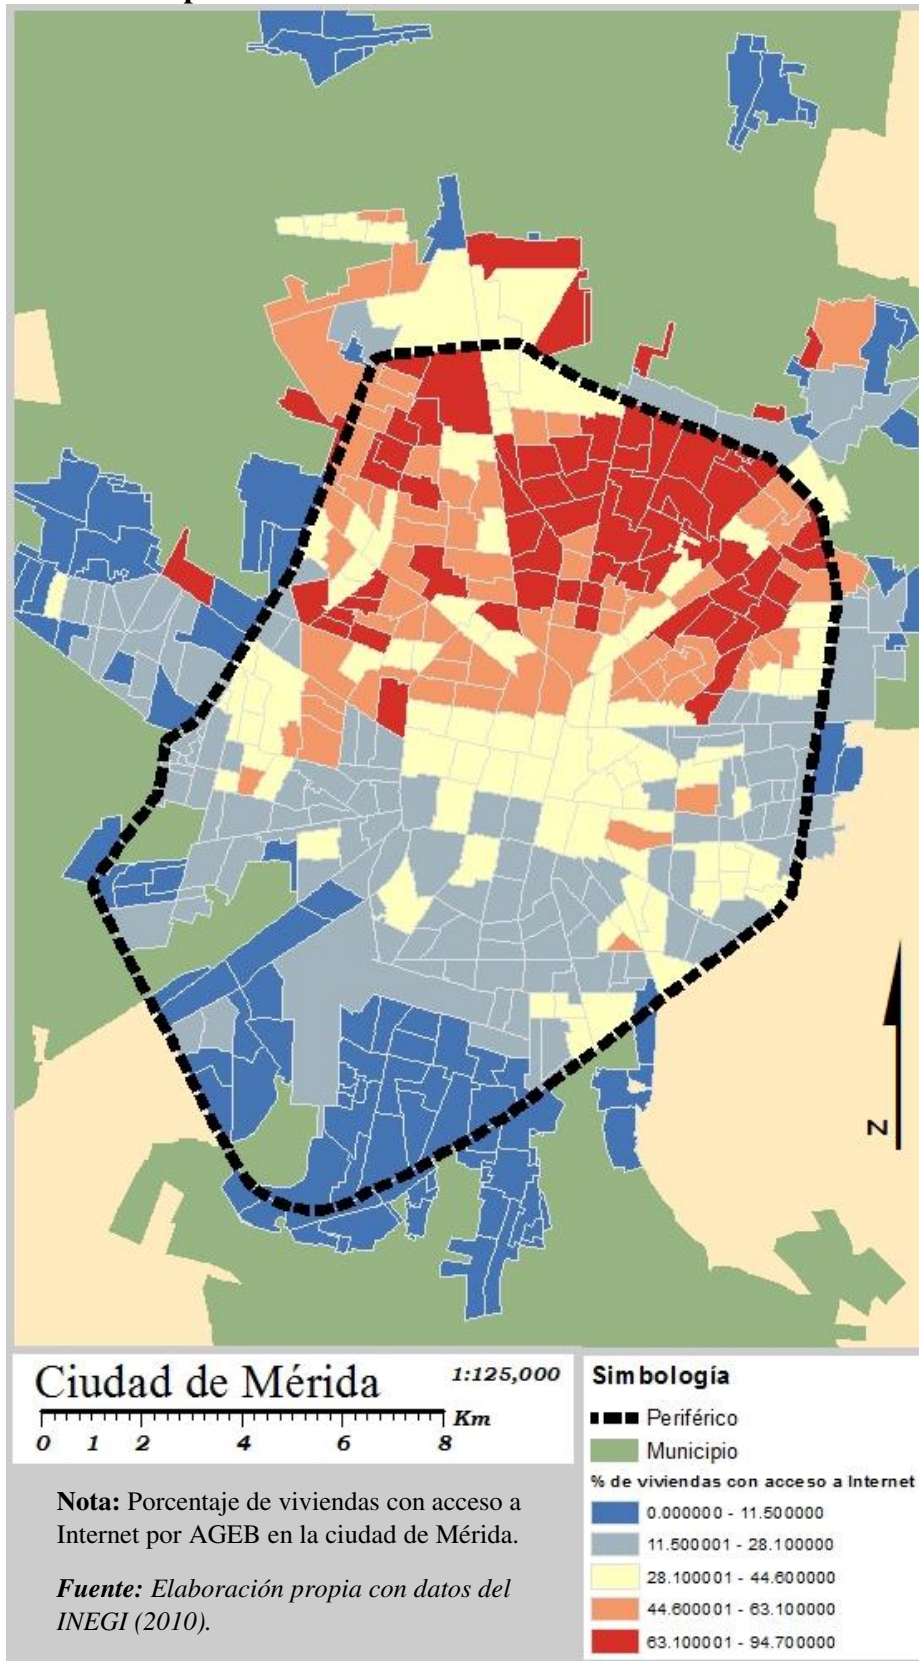 N
Ciudad de Mérida
1:125,000
Km
0 1 2 4 6 8
Nota: Porcentaje de viviendas con acceso a
Internet por AGEB en la ciudad de Mérida.
Fuente: Elaboración propia con datos del
INEGI (2010).
Simbología
Periférico
Municipio
% de viviendas con acceso a Internet
0.000000 - 11.500000
11.500001 - 28.100000
28.100001 - 44.600000
44.600001 - 63.100000
63.100001 - 94.700000